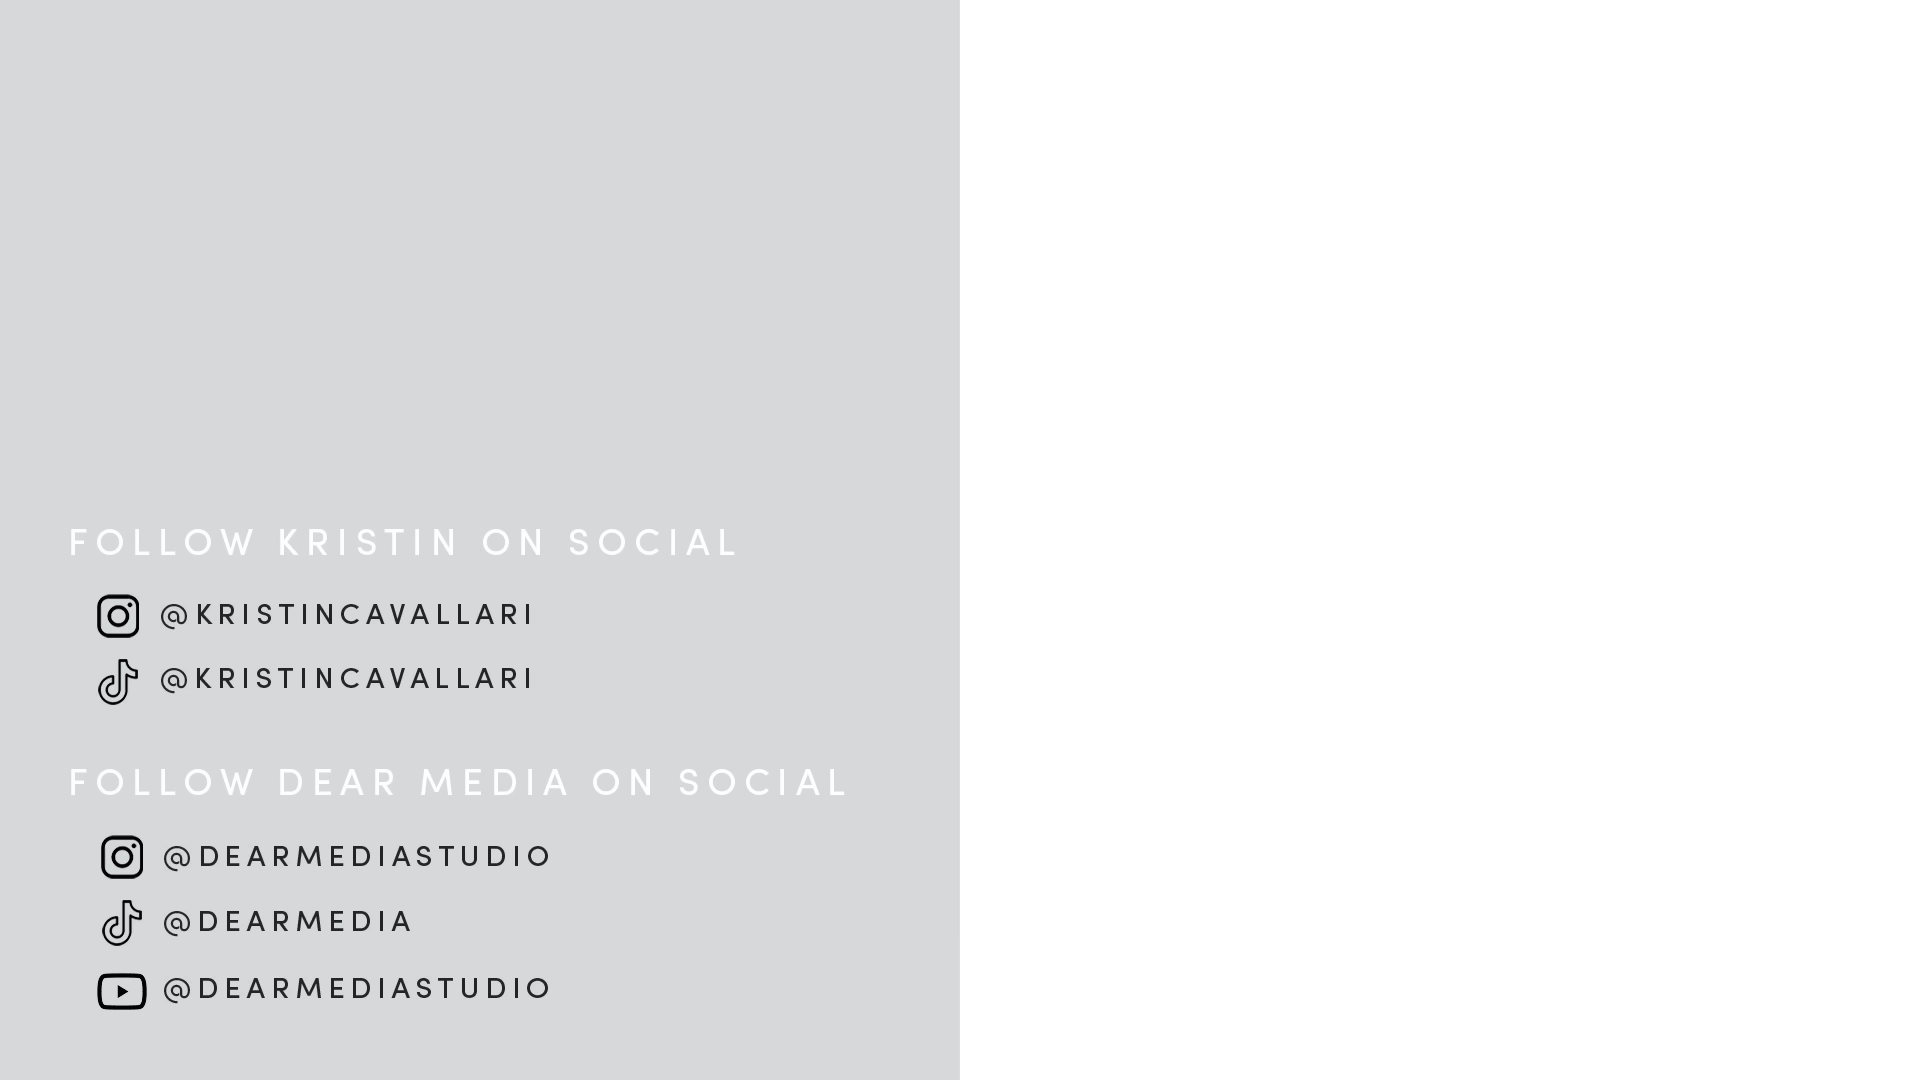 FOLLOW KRISTIN ON SOCIAL
@KRISTINCAVALLARI
@KRISTINCAVALLARI
FOLLOW DEAR MEDIA ON SOCIAL
@DEARMEDIASTUDIO
@DEARMEDIA
@DEARMEDIASTUDIO